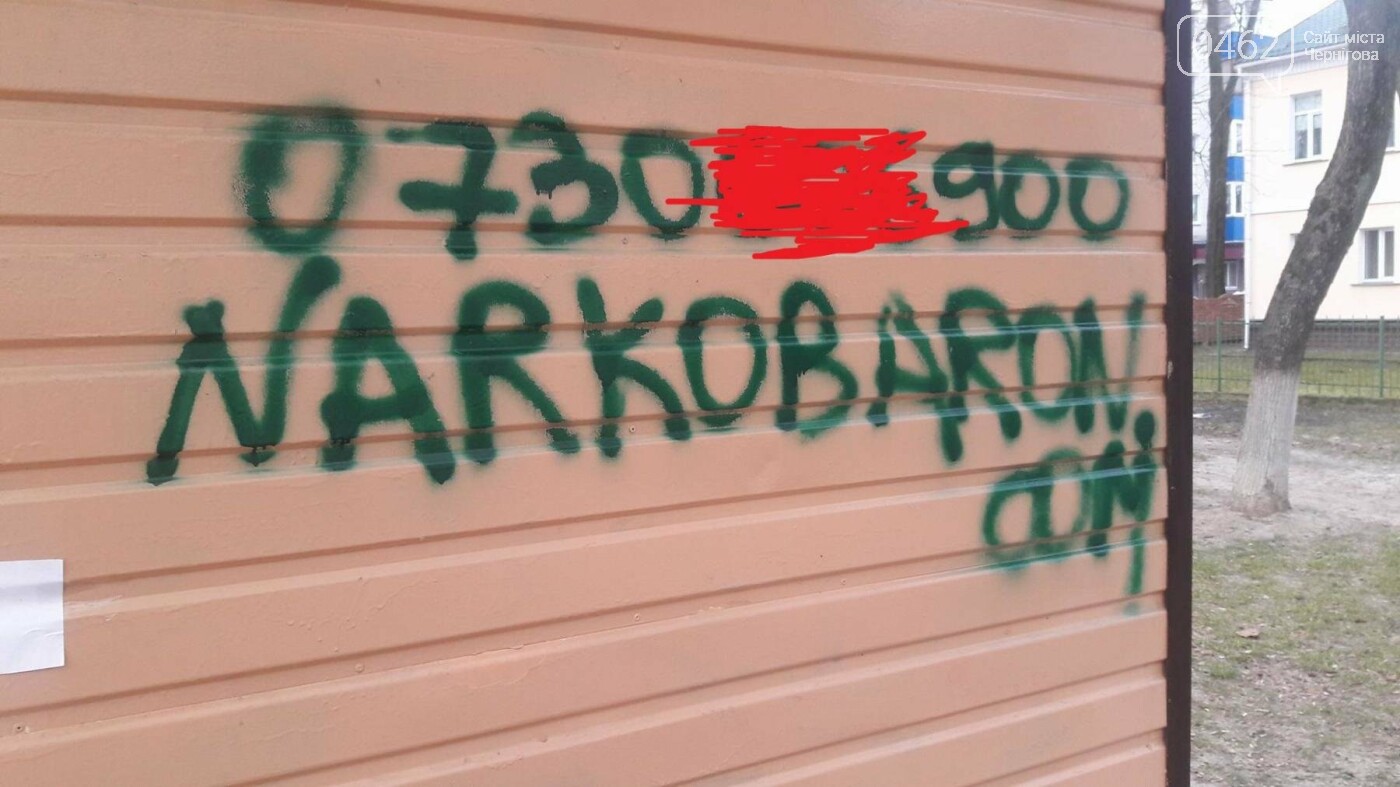 0462 Сайт міста
Чернігова
0730 900
NARKOBARON.
COM